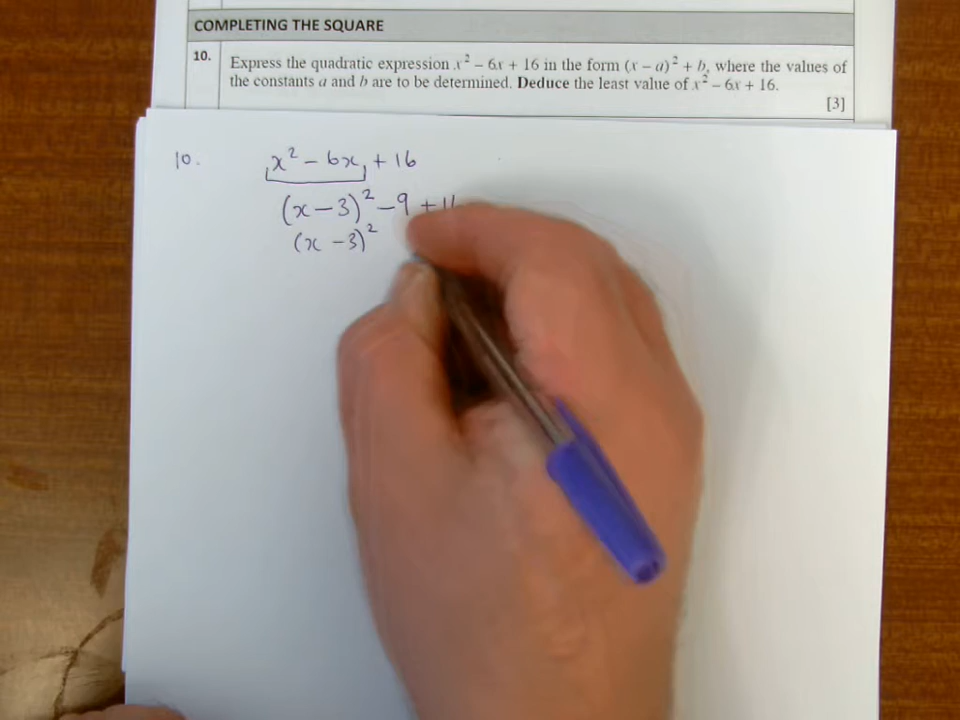 COMPLETING THE SQUARE
10. Express the quadratic expression x² – 6x + 16 in the form (x – a)² + b, where the values of
the constants a and b are to be determined. Deduce the least value of x² – 6x + 16.
[3]
10. x² – 6x + 16
(x – 3)² – 9 +
(x – 3)²